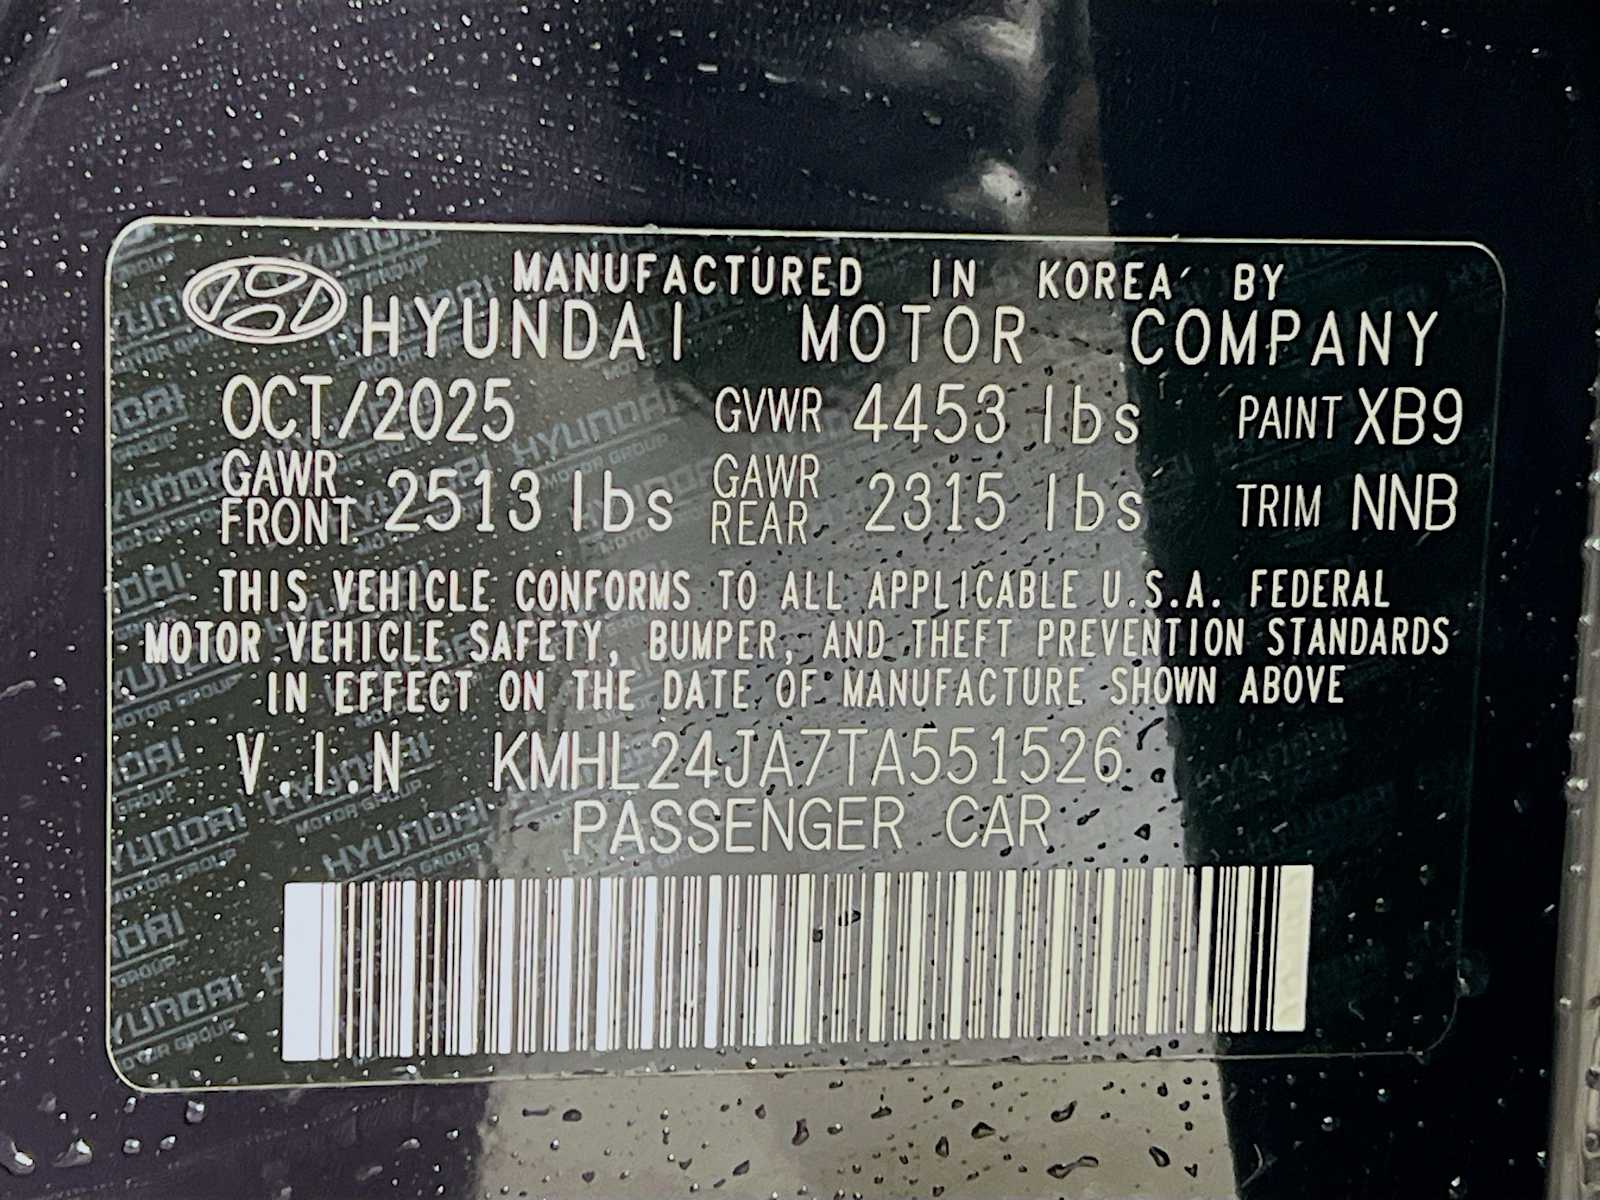 MANUFACTURED IN KOREA BY
HYUNDAI MOTOR COMPANY
OCT/2025 GVWR 4453 lbs PAINT XB9
GAWR FRONT 2513 lbs GAWR REAR 2315 lbs TRIM NNB
THIS VEHICLE CONFORMS TO ALL APPLICABLE U.S.A. FEDERAL
MOTOR VEHICLE SAFETY, BUMPER, AND THEFT PREVENTION STANDARDS
IN EFFECT ON THE DATE OF MANUFACTURE SHOWN ABOVE
V.I.N KMHL24JA7TA551526
PASSENGER CAR